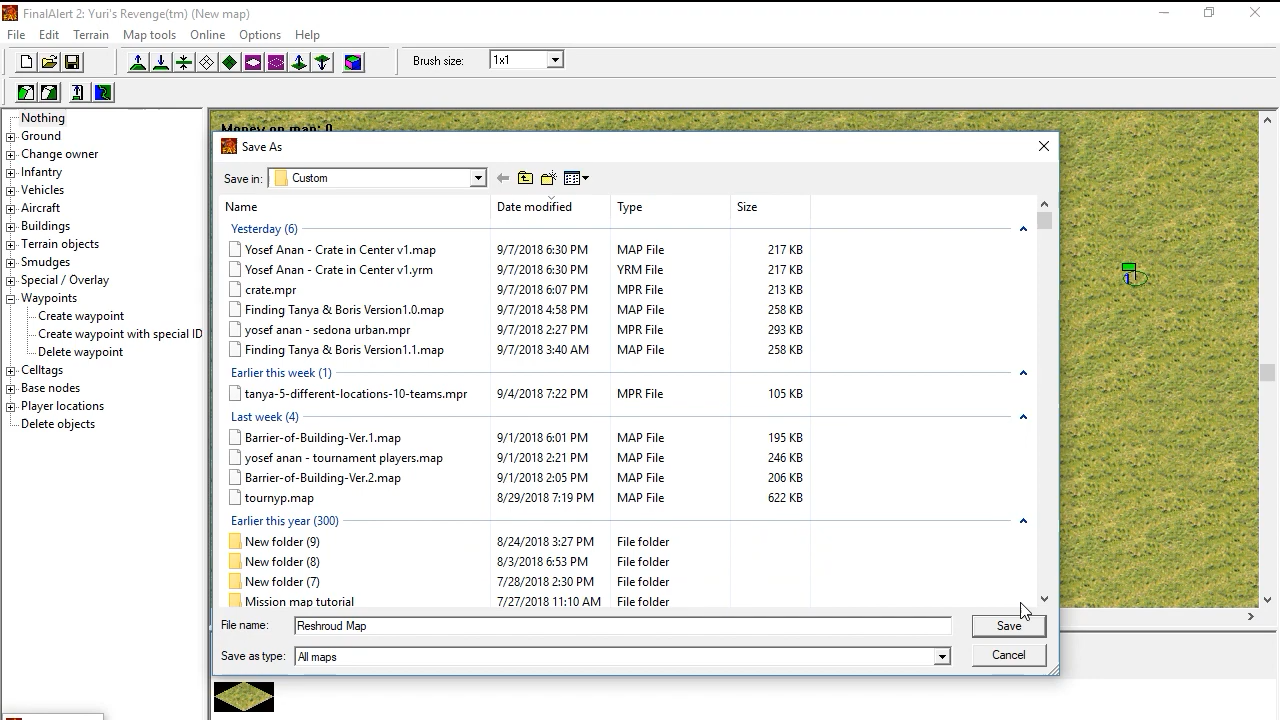 FinalAlert 2: Yuri's Revenge(tm) (New map)
File Edit Terrain Map tools Online Options Help
Brush size: 1x1
Nothing
Ground
Change owner
Infantry
Vehicles
Aircraft
Buildings
Terrain objects
Smudges
Special / Overlay
Waypoints
Create waypoint
Create waypoint with special ID
Delete waypoint
Celltags
Base nodes
Player locations
Delete objects
Money on map: 0
Save As
Save in: Custom
Name Date modified Type Size
Yesterday (6)
Yosef Anan - Crate in Center v1.map 9/7/2018 6:30 PM MAP File 217 KB
Yosef Anan - Crate in Center v1.yrm 9/7/2018 6:30 PM YRM File 217 KB
crate.mpr 9/7/2018 6:07 PM MPR File 213 KB
Finding Tanya & Boris Version1.0.map 9/7/2018 4:58 PM MAP File 258 KB
yosef anan - sedona urban.mpr 9/7/2018 2:27 PM MPR File 293 KB
Finding Tanya & Boris Version1.1.map 9/7/2018 3:40 AM MAP File 258 KB
Earlier this week (1)
tanya-5-different-locations-10-teams.mpr 9/4/2018 7:22 PM MPR File 105 KB
Last week (4)
Barrier-of-Building-Ver.1.map 9/1/2018 6:01 PM MAP File 195 KB
yosef anan - tournament players.map 9/1/2018 2:21 PM MAP File 246 KB
Barrier-of-Building-Ver.2.map 9/1/2018 2:05 PM MAP File 206 KB
tournyp.map 8/29/2018 7:19 PM MAP File 622 KB
Earlier this year (300)
New folder (9) 8/24/2018 3:27 PM File folder
New folder (8) 8/3/2018 6:53 PM File folder
New folder (7) 7/28/2018 2:30 PM File folder
Mission map tutorial 7/27/2018 11:10 AM File folder
File name: Reshroud Map Save
Save as type: All maps Cancel
1